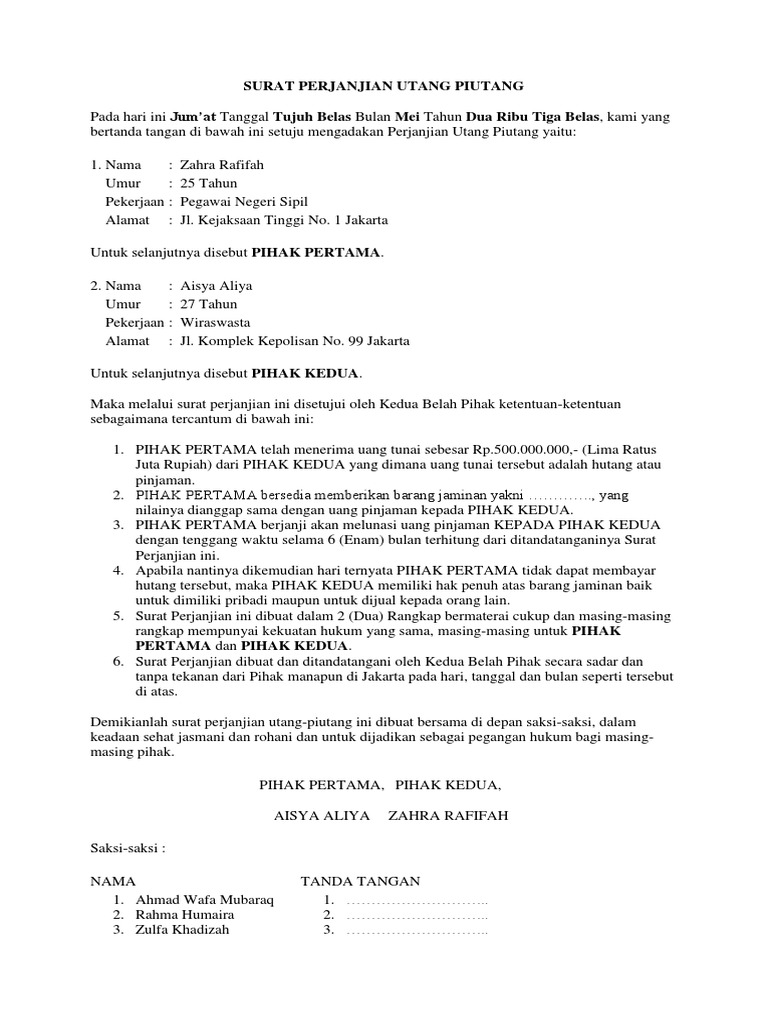 SURAT PERJANJIAN UTANG PIUTANG
Pada hari ini Jum'at Tanggal Tujuh Belas Bulan Mei Tahun Dua Ribu Tiga Belas, kami yang
bertanda tangan di bawah ini setuju mengadakan Perjanjian Utang Piutang yaitu:
1. Nama : Zahra Rafifah
Umur : 25 Tahun
Pekerjaan : Pegawai Negeri Sipil
Alamat : Jl. Kejaksaan Tinggi No. 1 Jakarta
Untuk selanjutnya disebut PIHAK PERTAMA.
2. Nama : Aisya Aliya
Umur : 27 Tahun
Pekerjaan : Wiraswasta
Alamat : Jl. Komplek Kepolisan No. 99 Jakarta
Untuk selanjutnya disebut PIHAK KEDUA.
Maka melalui surat perjanjian ini disetujui oleh Kedua Belah Pihak ketentuan-ketentuan
sebagaimana tercantum di bawah ini:
1. PIHAK PERTAMA telah menerima uang tunai sebesar Rp.500.000.000,- (Lima Ratus
Juta Rupiah) dari PIHAK KEDUA yang dimana uang tunai tersebut adalah hutang atau
pinjaman.
2. PIHAK PERTAMA bersedia memberikan barang jaminan yakni …………., yang
nilainya dianggap sama dengan uang pinjaman kepada PIHAK KEDUA.
3. PIHAK PERTAMA berjanji akan melunasi uang pinjaman KEPADA PIHAK KEDUA
dengan tenggang waktu selama 6 (Enam) bulan terhitung dari ditandatanganinya Surat
Perjanjian ini.
4. Apabila nantinya dikemudian hari ternyata PIHAK PERTAMA tidak dapat membayar
hutang tersebut, maka PIHAK KEDUA memiliki hak penuh atas barang jaminan baik
untuk dimiliki pribadi maupun untuk dijual kepada orang lain.
5. Surat Perjanjian ini dibuat dalam 2 (Dua) Rangkap bermaterai cukup dan masing-masing
rangkap mempunyai kekuatan hukum yang sama, masing-masing untuk PIHAK
PERTAMA dan PIHAK KEDUA.
6. Surat Perjanjian dibuat dan ditandatangani oleh Kedua Belah Pihak secara sadar dan
tanpa tekanan dari Pihak manapun di Jakarta pada hari, tanggal dan bulan seperti tersebut
di atas.
Demikianlah surat perjanjian utang-piutang ini dibuat bersama di depan saksi-saksi, dalam
keadaan sehat jasmani dan rohani dan untuk dijadikan sebagai pegangan hukum bagi masing-
masing pihak.
PIHAK PERTAMA, PIHAK KEDUA,
AISYA ALIYA ZAHRA RAFIFAH
Saksi-saksi :
NAMA TANDA TANGAN
1. Ahmad Wafa Mubaraq 1. ………………………..
2. Rahma Humaira 2. ………………………..
3. Zulfa Khadizah 3. ………………………..